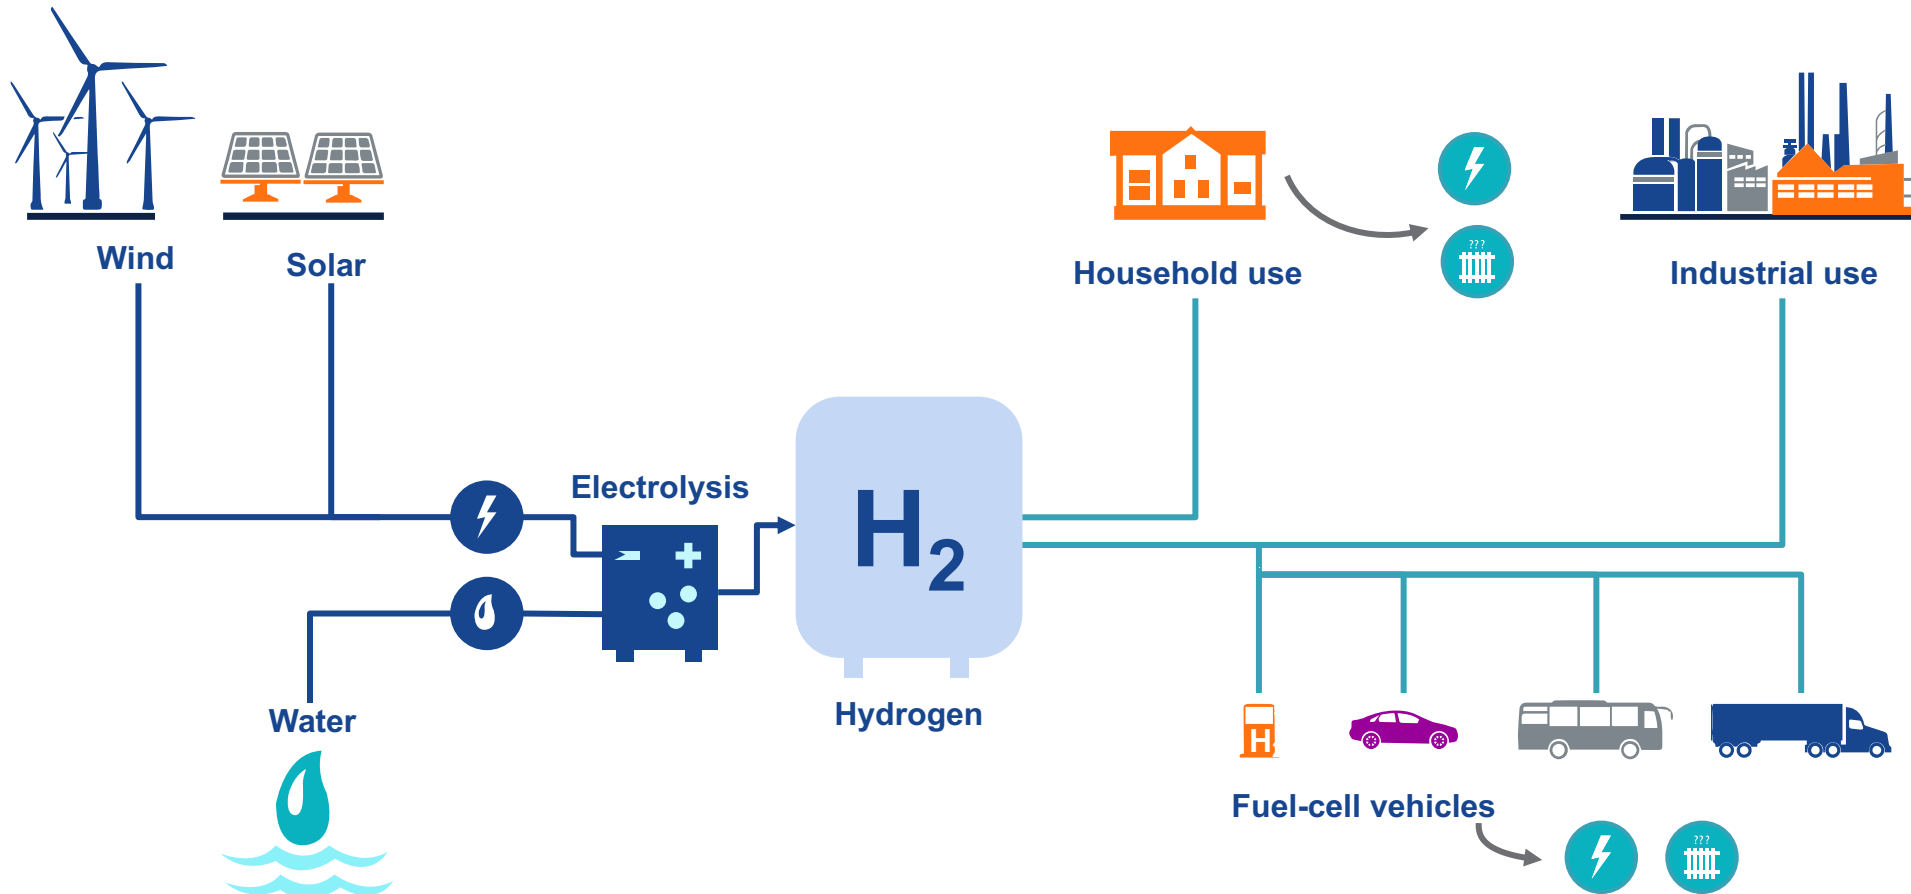 Wind
Solar
Household use
???
Industrial use
Electrolysis
H2
Hydrogen
Water
H
Fuel-cell vehicles
???